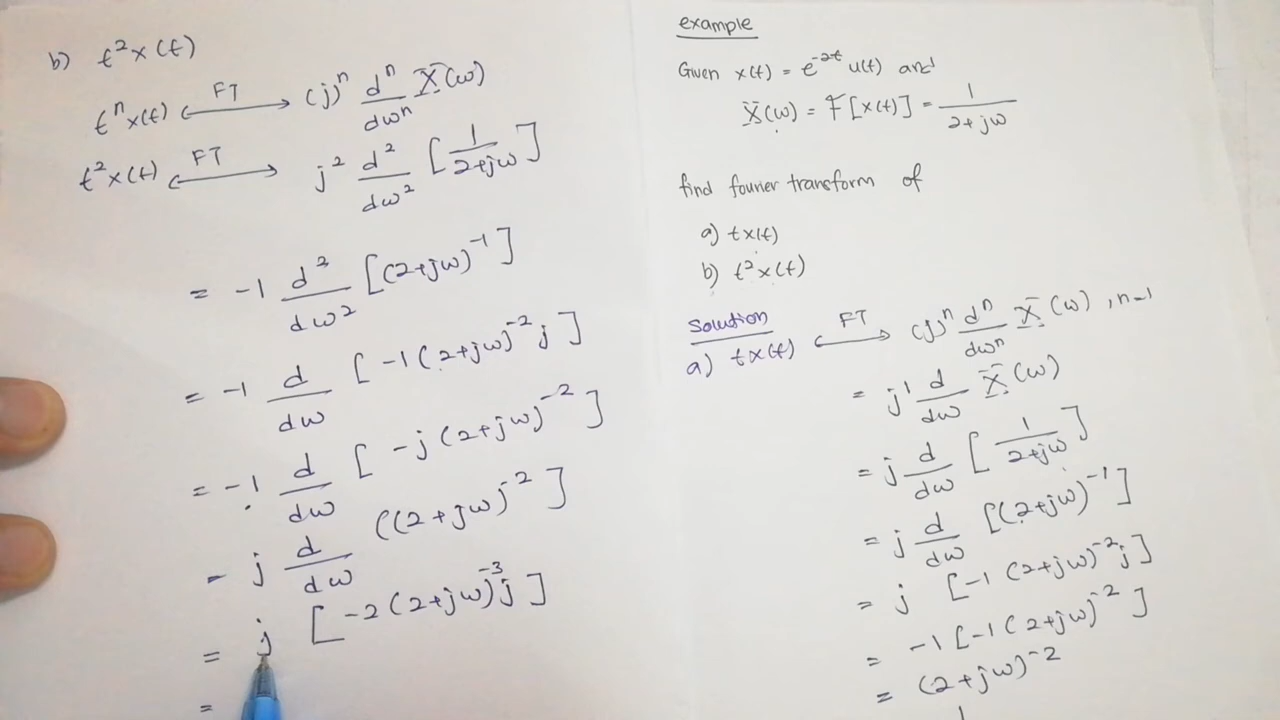 b) t²x(t)
tⁿx(t) ⟷FT (j)ⁿ dⁿ/dωⁿ X(ω)
t²x(t) ⟷FT j² d²/dω² [1/(2+jω)]
= -1 d²/dω² [(2+jω)⁻¹]
= -1 d/dω [-1(2+jω)⁻² j]
= -1 d/dω [-j(2+jω)⁻²]
= j d/dω ((2+jω)⁻²]
= j [-2(2+jω)⁻³ j]
=
example
Given x(t) = e⁻²ᵗ u(t) and
X(ω) = F[x(t)] = 1/(2+jω)
find fourier transform of
a) tx(t)
b) t²x(t)
Solution
a) tx(t) ⟷FT (j)ⁿ dⁿ/dωⁿ X(ω), n=1
= j¹ d/dω X(ω)
= j d/dω [1/(2+jω)]
= j d/dω [(2+jω)⁻¹]
= j [-1(2+jω)⁻² j]
= -1[-1(2+jω)⁻²]
= (2+jω)⁻²
1